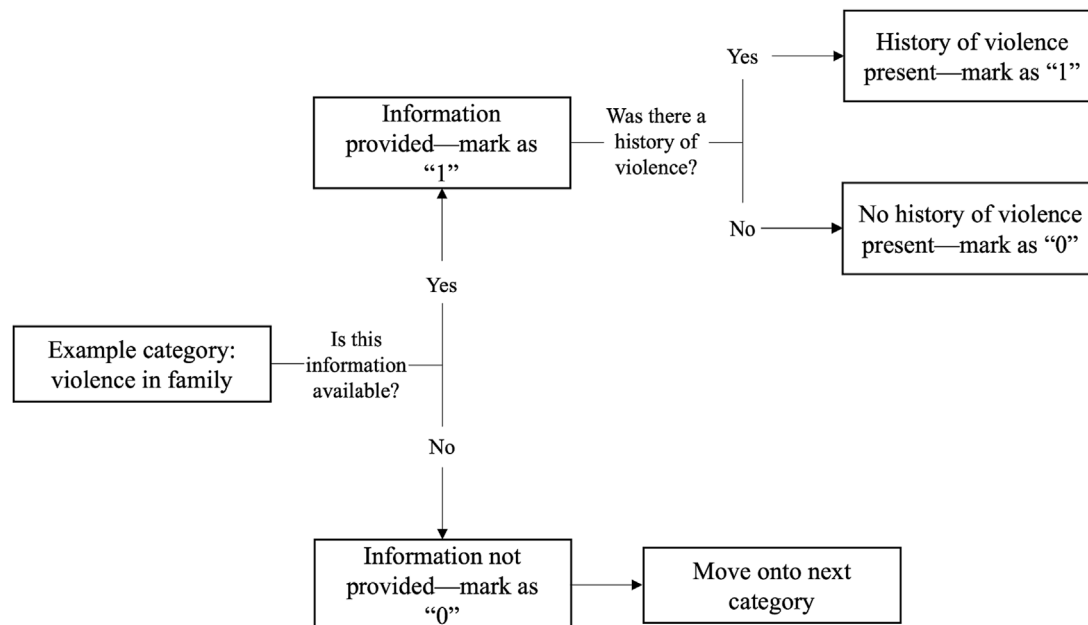 Yes
History of violence
present—mark as “1”
Information
provided—mark as
“1”
Was there a
history of
violence?
No
No history of violence
present—mark as “0”
Yes
Example category:
violence in family
Is this
information
available?
No
Information not
provided—mark as
“0”
Move onto next
category